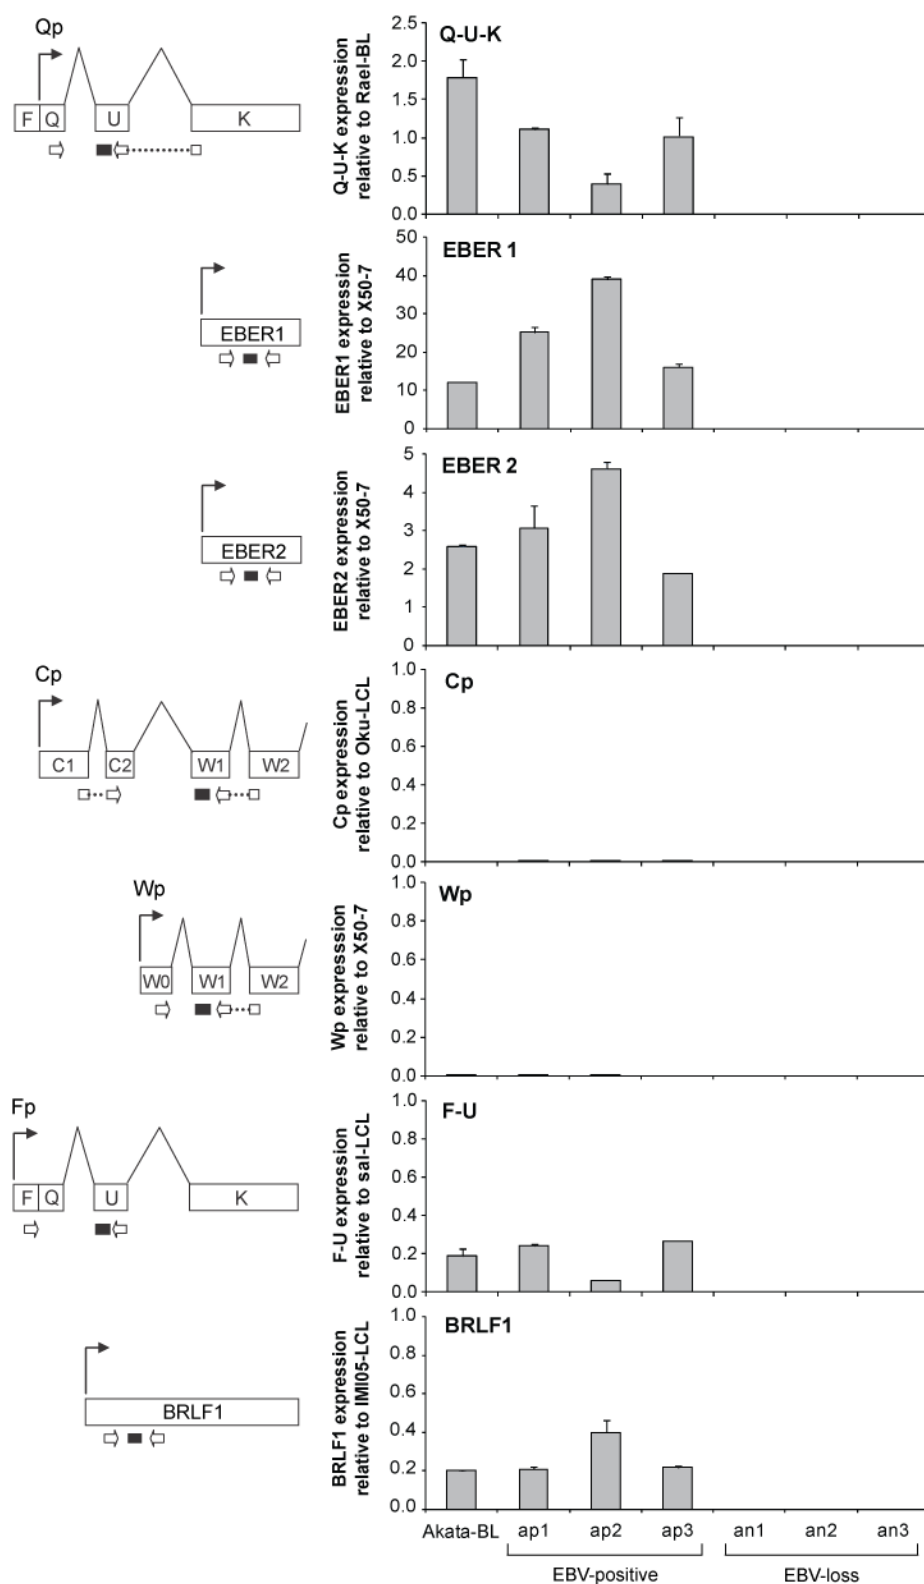 Qp
F Q U K
Q-U-K expression
relative to Rael-BL
Q-U-K
2.5
2.0
1.5
1.0
0.5
0.0
EBER1
EBER1 expression
relative to X50-7
EBER 1
50
40
30
20
10
0
EBER2
EBER2 expression
relative to X50-7
EBER 2
5
4
3
2
1
0
Cp
C1 C2 W1 W2
Cp expression
relative to Oku-LCL
Cp
1.0
0.8
0.6
0.4
0.2
0.0
Wp
W0 W1 W2
Wp expresssion
relative to X50-7
Wp
1.0
0.8
0.6
0.4
0.2
0.0
Fp
F Q U K
F-U expression
relative to sal-LCL
F-U
1.0
0.8
0.6
0.4
0.2
0.0
BRLF1
BRLF1 expression
relative to IMI05-LCL
BRLF1
1.0
0.8
0.6
0.4
0.2
0.0
Akata-BL ap1 ap2 ap3 an1 an2 an3
EBV-positive EBV-loss